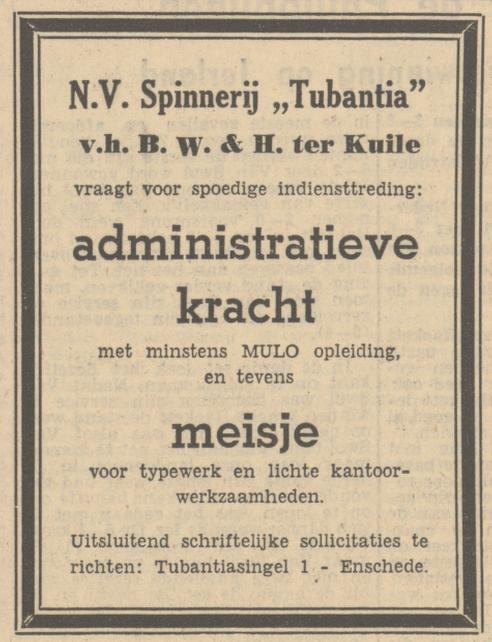 N.V. Spinnerij „Tubantia”
v.h. B. W. & H. ter Kuile
vraagt voor spoedige indiensttreding:
administratieve
kracht
met minstens MULO opleiding,
en tevens
meisje
voor typewerk en lichte kantoor-
werkzaamheden.
Uitsluitend schriftelijke sollicitaties te
richten: Tubantiasingel 1 - Enschede.